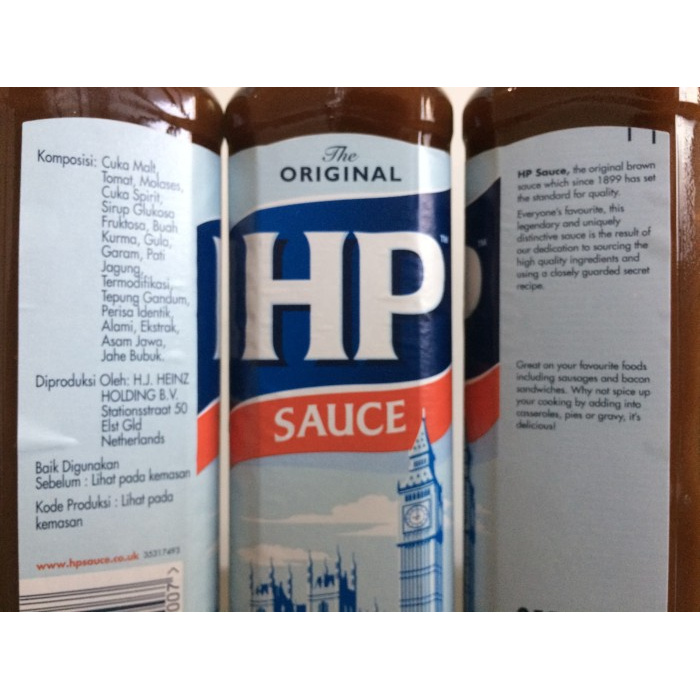 Komposisi: Cuka Malt,
Tomat, Molases,
Cuka Spirit,
Sirup Glukosa
Fruktosa, Buah
Kurma, Gula,
Garam, Pati
Jagung
Termodifikasi,
Tepung Gandum,
Perisa Identik
Alami, Ekstrak,
Asam Jawa,
Jahe Bubuk.
Diproduksi Oleh: H.J. HEINZ
HOLDING B.V.
Stationsstraat 50
Elst Gld
Netherlands
Baik Digunakan
Sebelum : Lihat pada kemasan
Kode Produksi : Lihat pada
kemasan
www.hpsauce.co.uk 35317493
007>
The
ORIGINAL
HP™
SAUCE
HP Sauce, the original brown
sauce which since 1899 has set
the standard for quality.
Everyone's favourite, this
legendary and uniquely
distinctive sauce is the result of
our dedication to sourcing the
high quality ingredients and
using a closely guarded secret
recipe.
Great on your favourite foods
including sausages and bacon
sandwiches. Why not spice up
your cooking by adding into
casseroles, pies or gravy, it's
delicious!